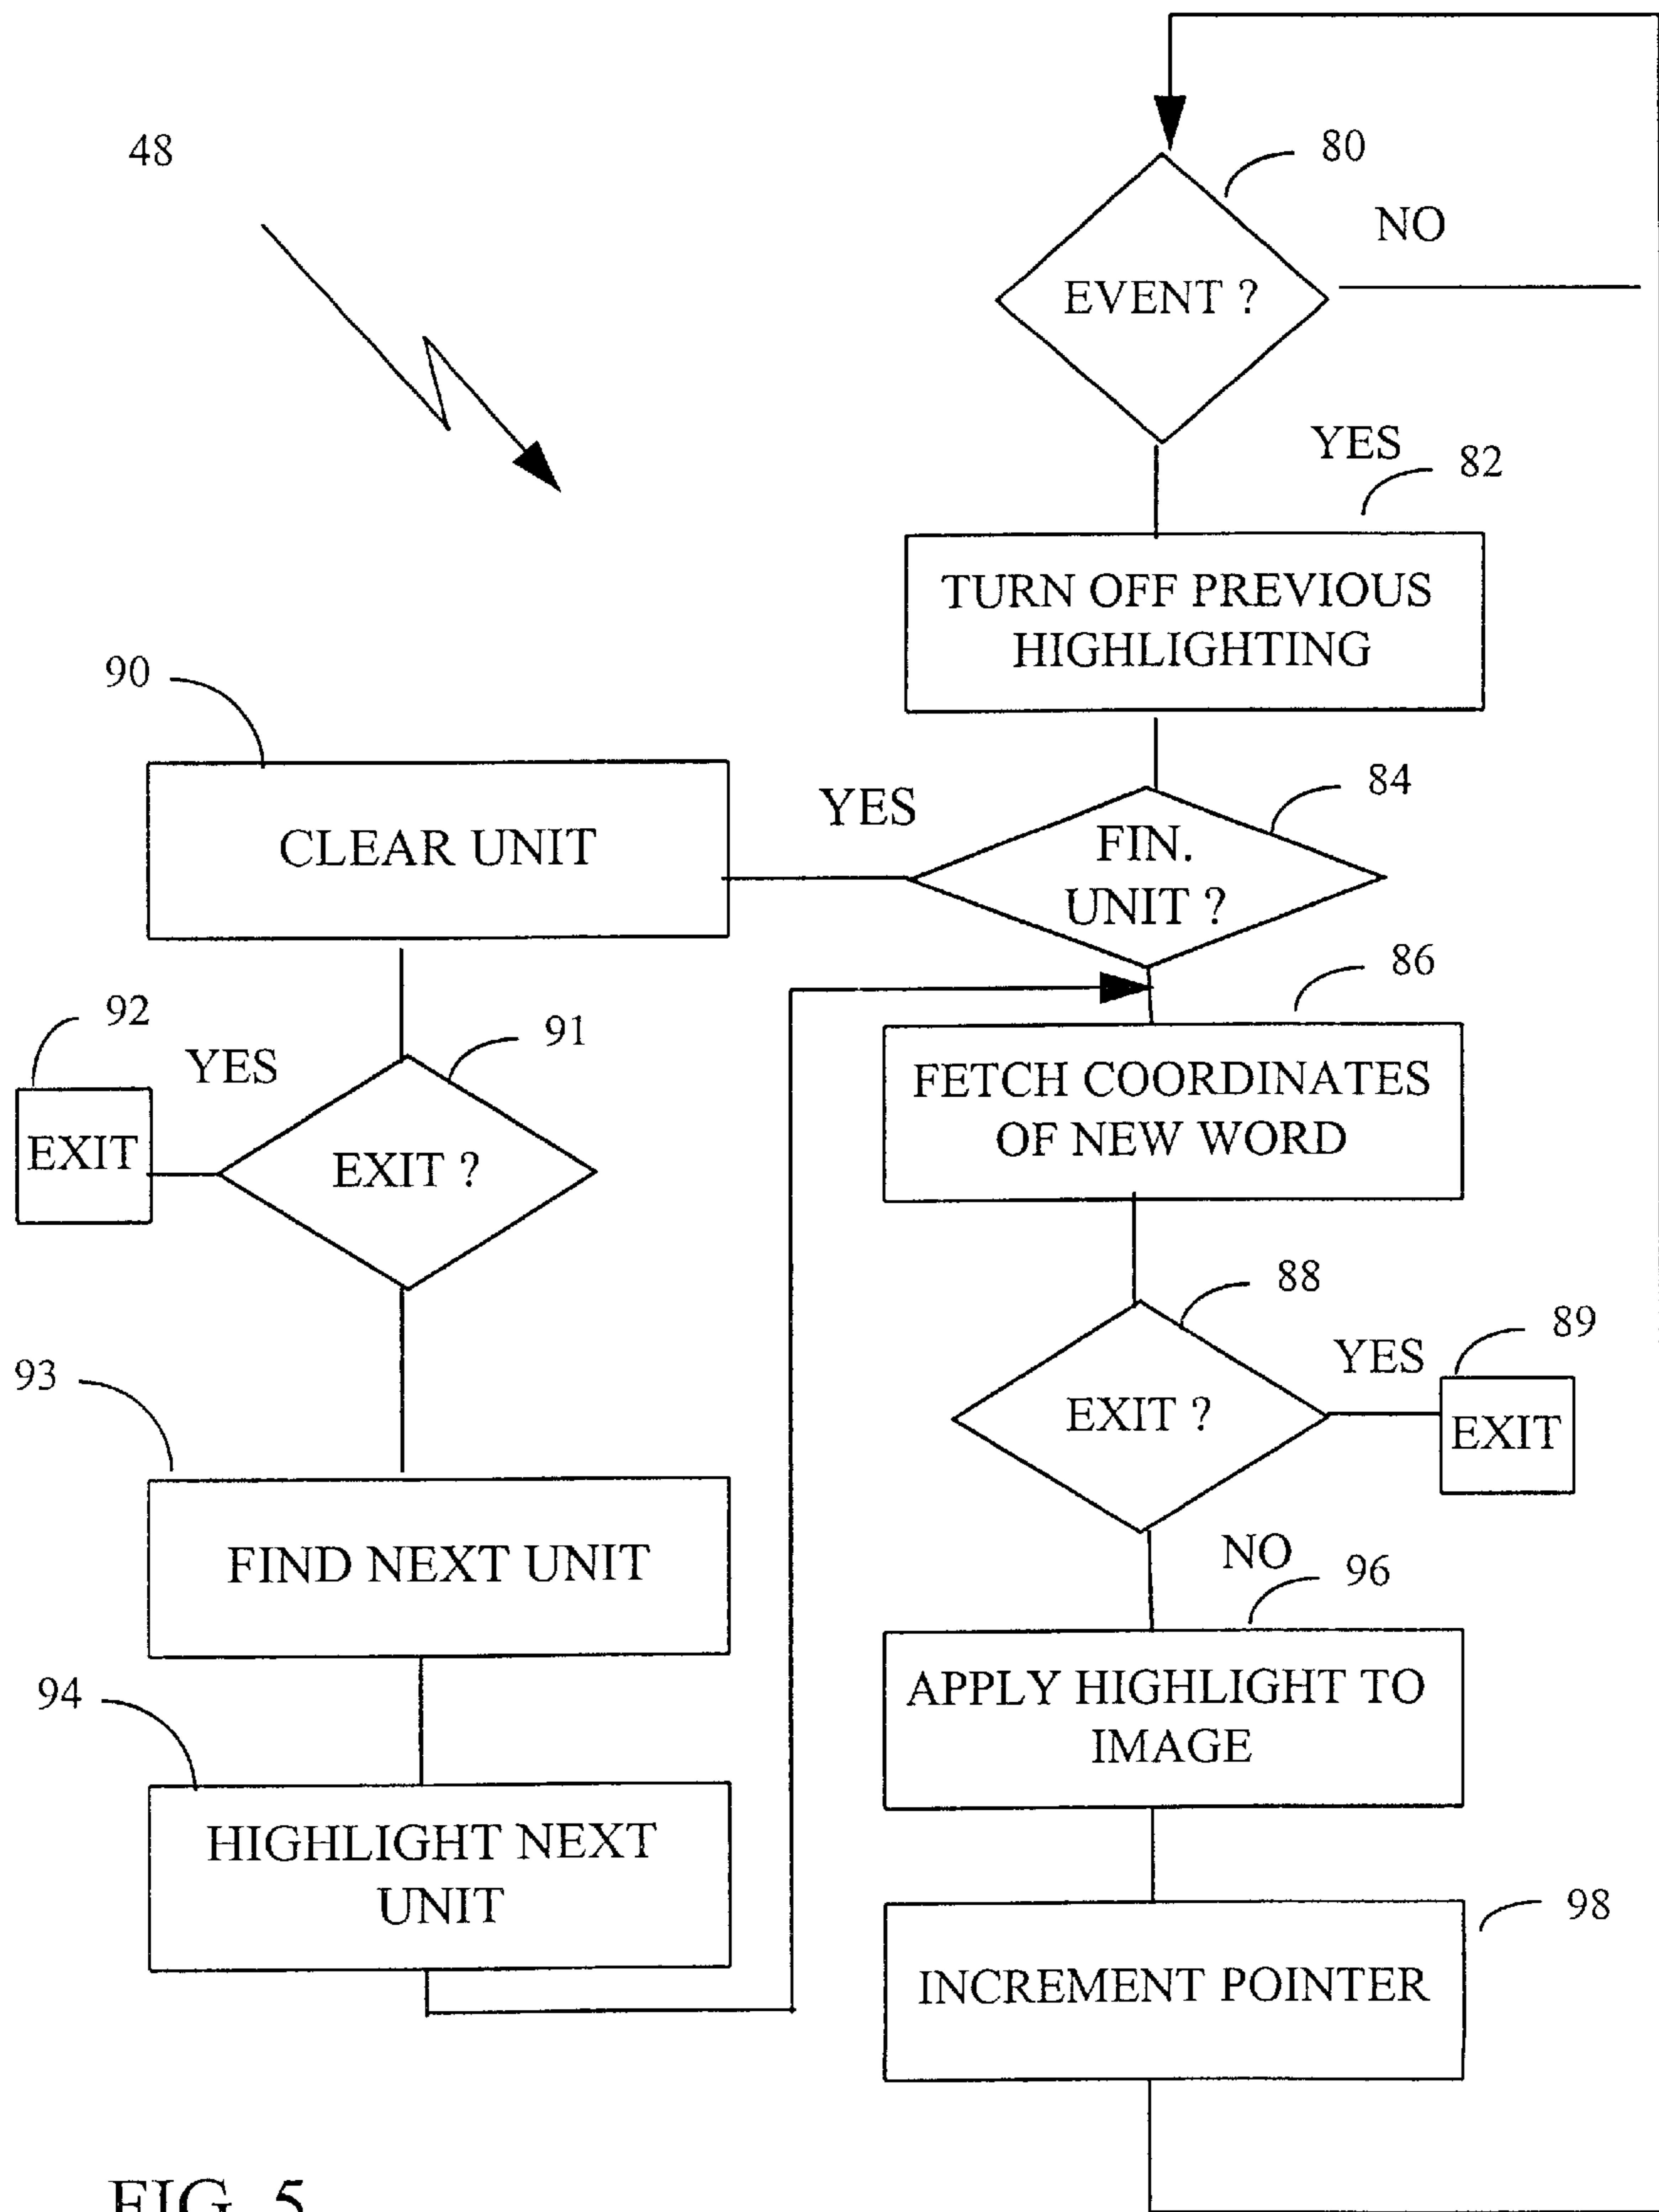 48
80
NO
EVENT ?
YES
82
TURN OFF PREVIOUS
HIGHLIGHTING
90
84
YES
CLEAR UNIT
FIN.
UNIT ?
86
92
91
YES
EXIT
EXIT ?
FETCH COORDINATES
OF NEW WORD
88
89
YES
EXIT ?
EXIT
93
NO
96
FIND NEXT UNIT
APPLY HIGHLIGHT TO
IMAGE
94
HIGHLIGHT NEXT
UNIT
98
INCREMENT POINTER
FIG. 5